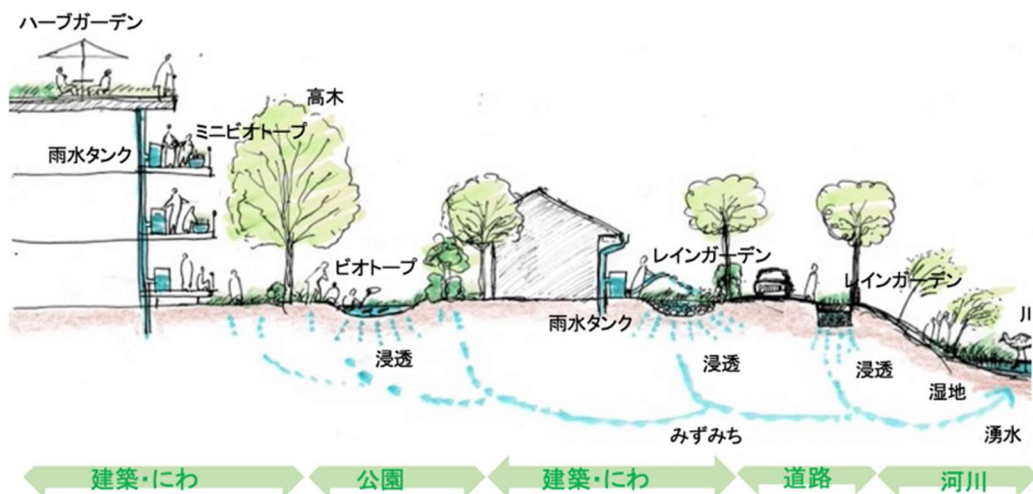 ハーブガーデン
高木
ミニビオトープ
雨水タンク
ビオトープ
レインガーデン
レインガーデン
雨水タンク
川
浸透
浸透
浸透
湿地
みずみち
湧水
建築・にわ
公園
建築・にわ
道路
河川